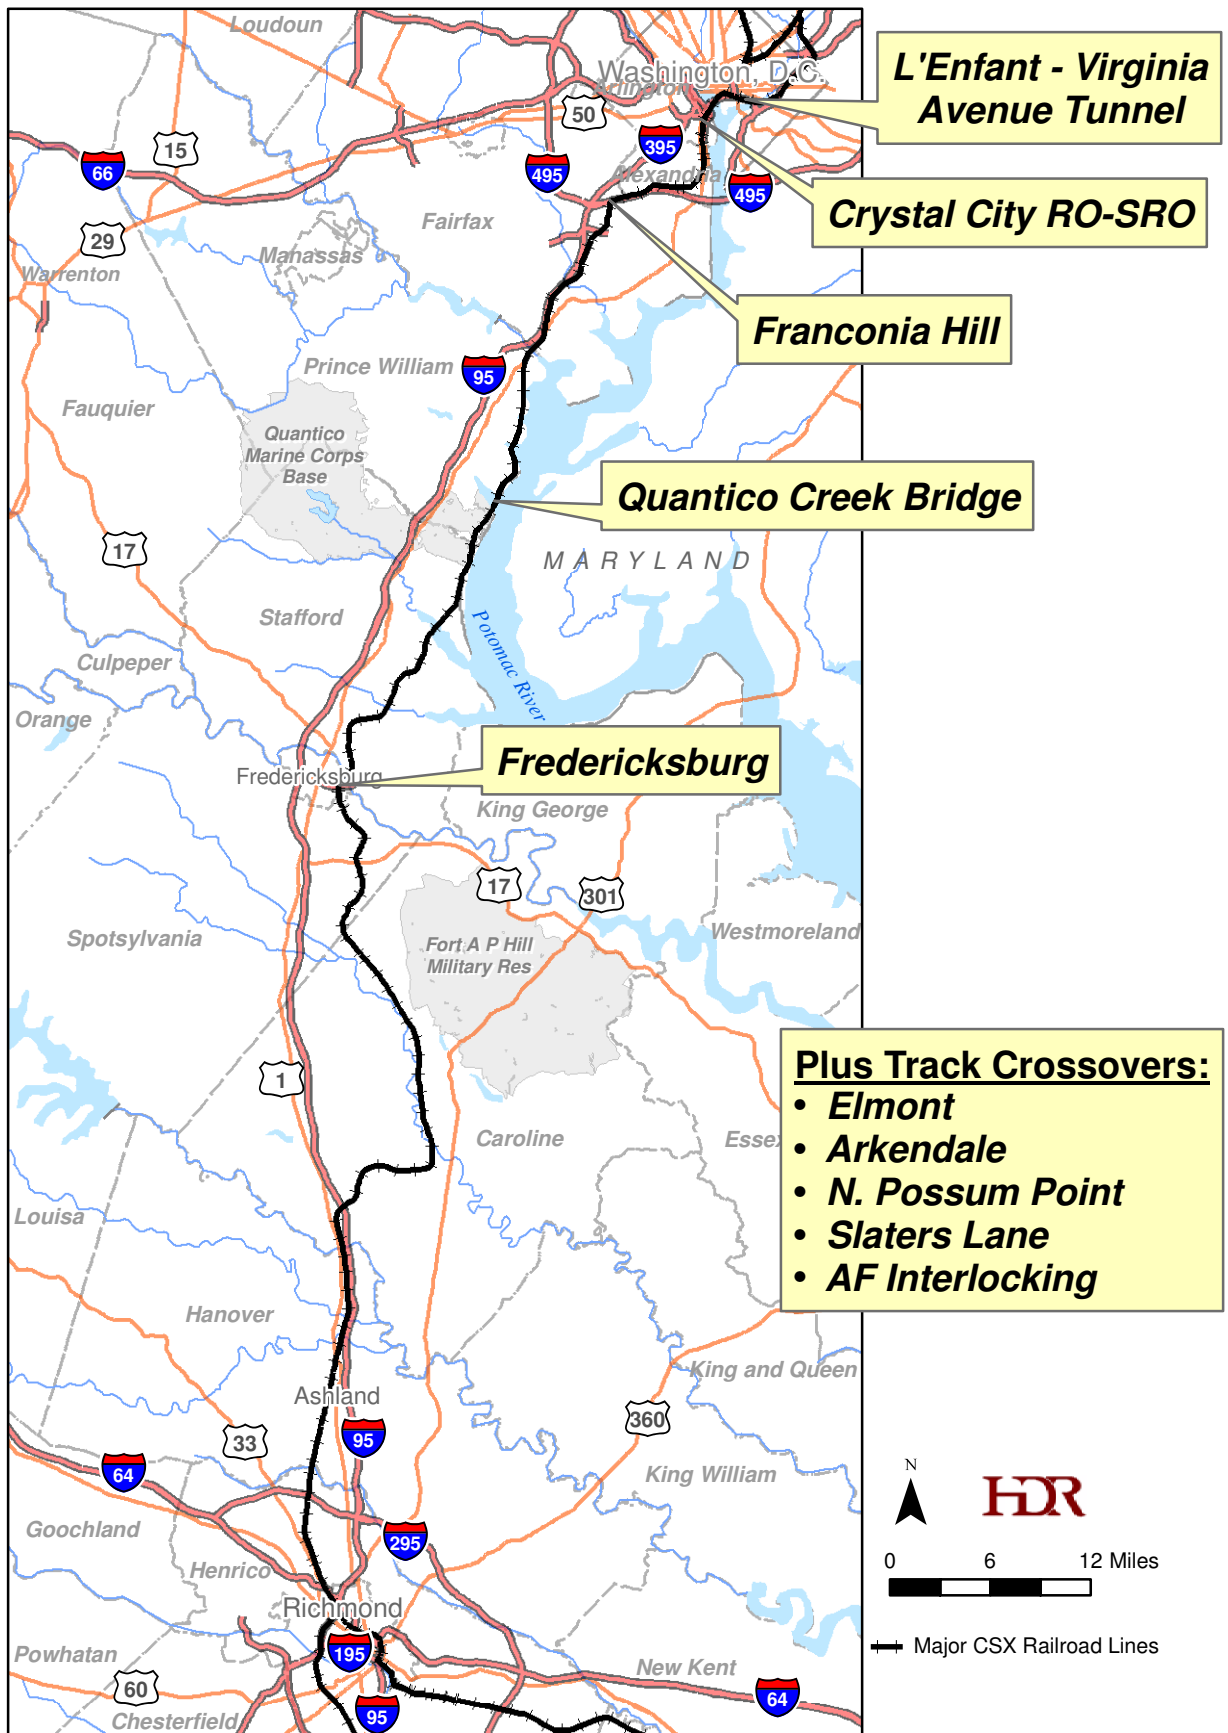 Loudoun
Washington, D.C.
Arlington
L'Enfant - Virginia
Avenue Tunnel
50
15
395
66
495
Alexandria
495
Crystal City RO-SRO
Fairfax
29
Manassas
Warrenton
Franconia Hill
Prince William
95
Fauquier
Quantico
Marine Corps
Base
Quantico Creek Bridge
17
MARYLAND
Stafford
Potomac River
Culpeper
Orange
Fredericksburg
Fredericksburg
King George
17
301
Spotsylvania
Fort A P Hill
Military Res
Westmoreland
Plus Track Crossovers:
• Elmont
• Arkendale
• N. Possum Point
• Slaters Lane
• AF Interlocking
1
Caroline
Essex
Louisa
Hanover
King and Queen
Ashland
360
33
95
64
King William
N
HDR
Goochland
295
0 6 12 Miles
Henrico
Richmond
195
Major CSX Railroad Lines
Powhatan
New Kent
60
64
95
Chesterfield